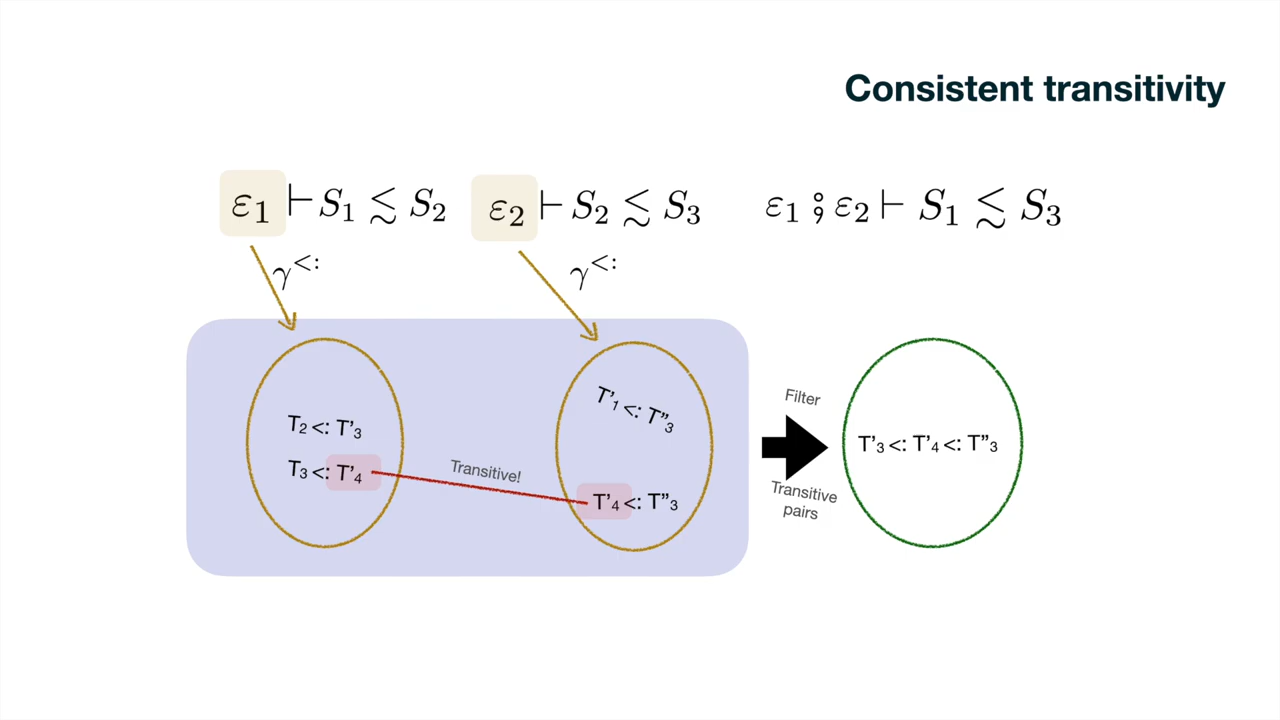 Consistent transitivity
ε₁ ⊢ S₁ ≲ S₂ ε₂ ⊢ S₂ ≲ S₃ ε₁ ⨟ ε₂ ⊢ S₁ ≲ S₃
γ^<: γ^<:
T₂ <: T'₃
T₃ <: T'₄
Transitive!
T'₁ <: T"₃
T'₄ <: T"₃
Filter
Transitive
pairs
T'₃ <: T'₄ <: T"₃